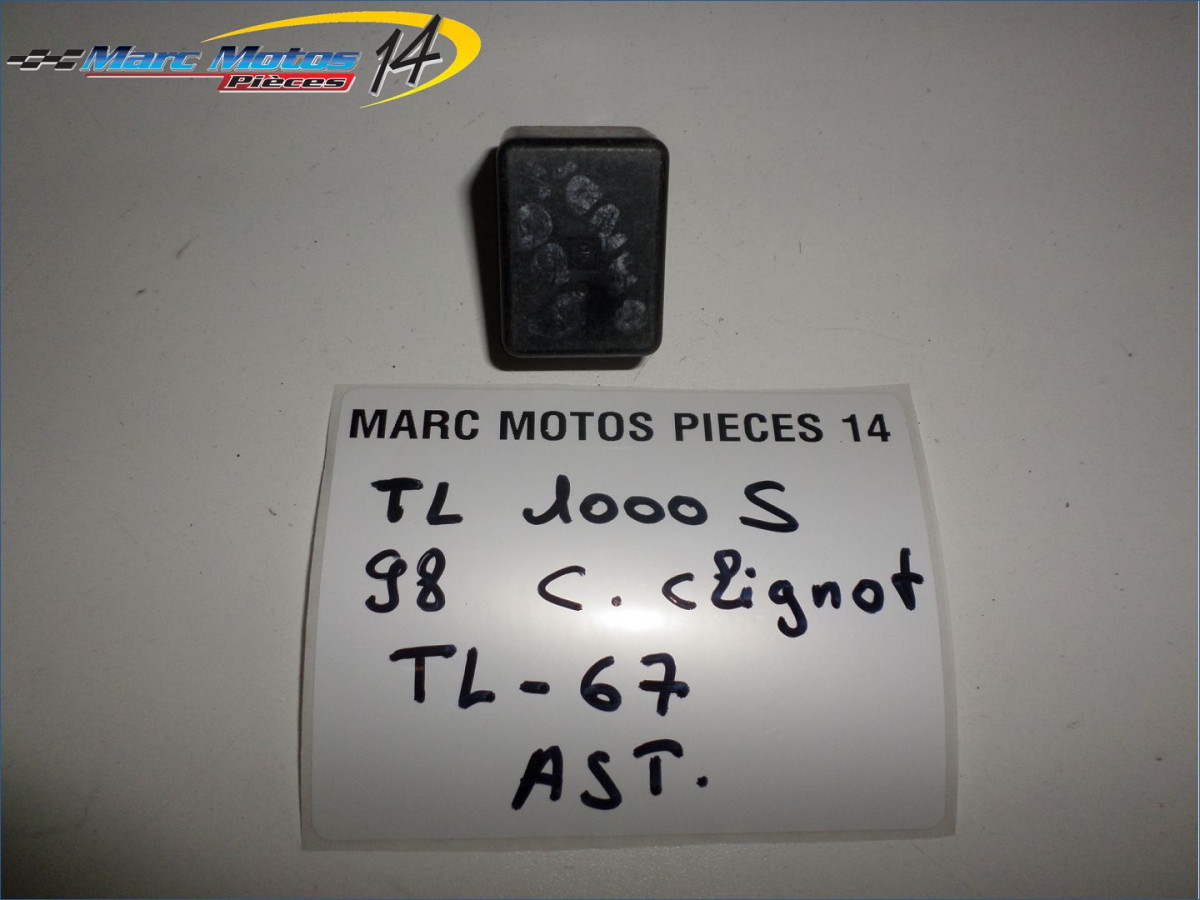 Marc Motos 14
Pièces
MARC MOTOS PIECES 14
TL 1000 S
98 C. clignot
TL-67
AST.